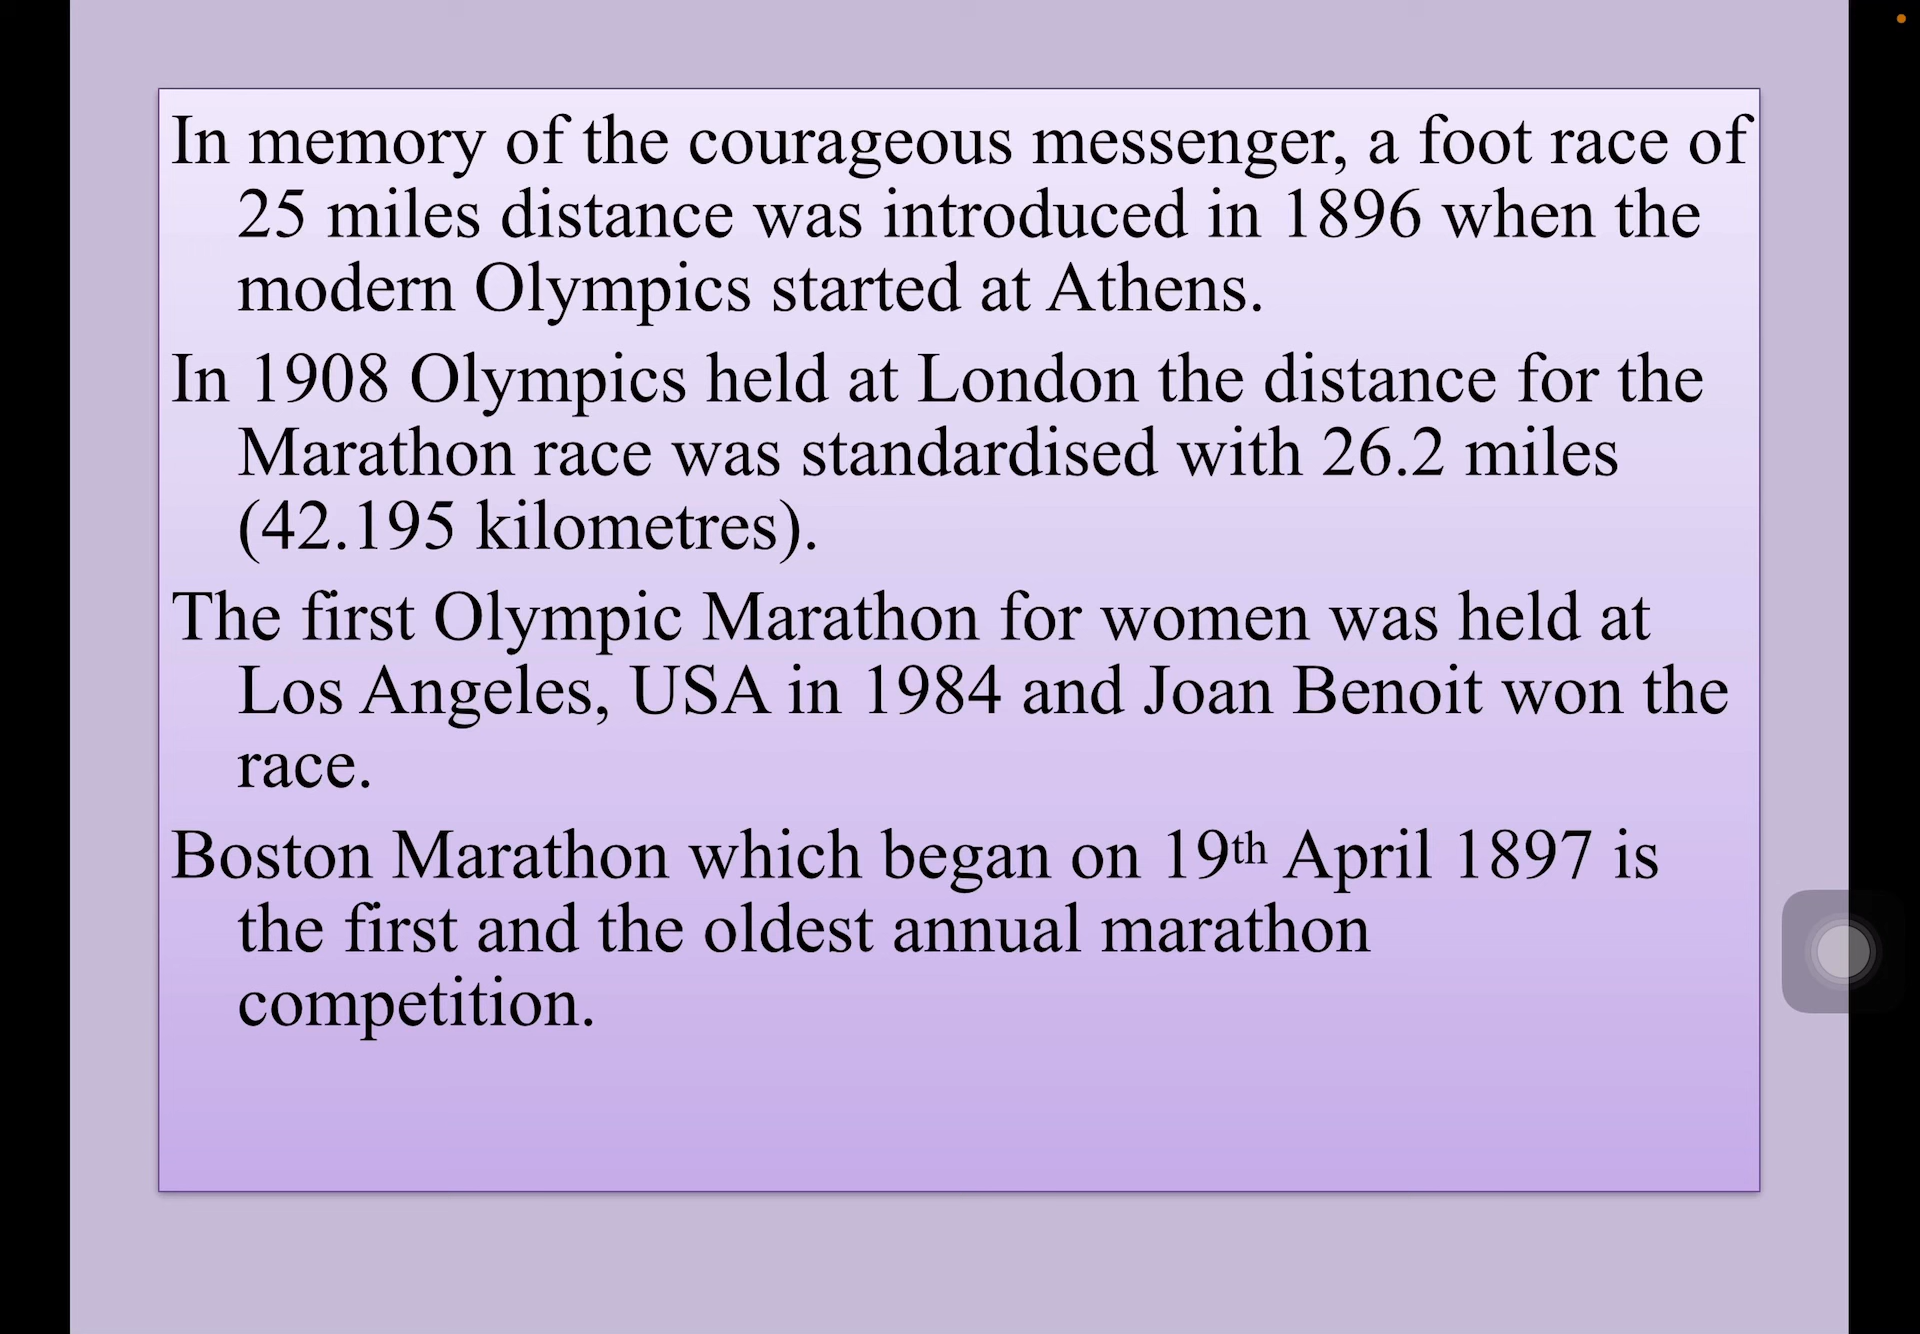 In memory of the courageous messenger, a foot race of
25 miles distance was introduced in 1896 when the
modern Olympics started at Athens.
In 1908 Olympics held at London the distance for the
Marathon race was standardised with 26.2 miles
(42.195 kilometres).
The first Olympic Marathon for women was held at
Los Angeles, USA in 1984 and Joan Benoit won the
race.
Boston Marathon which began on 19th April 1897 is
the first and the oldest annual marathon
competition.